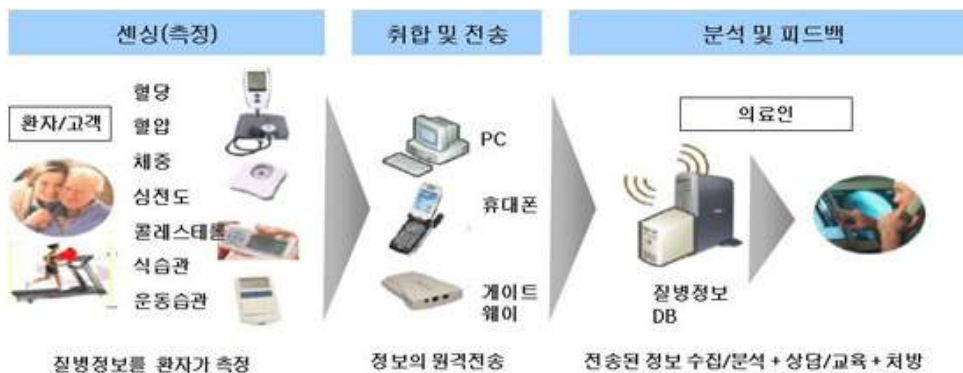 센싱(측정)
취합 및 전송
분석 및 피드백
환자/고객
혈당
혈압
체중
심전도
콜레스테롤
식습관
운동습관
PC
휴대폰
게이트
웨이
의료인
질병정보
DB
질병정보를 환자가 측정
정보의 원격전송
전송된 정보 수집/분석 + 상담/교육 + 처방